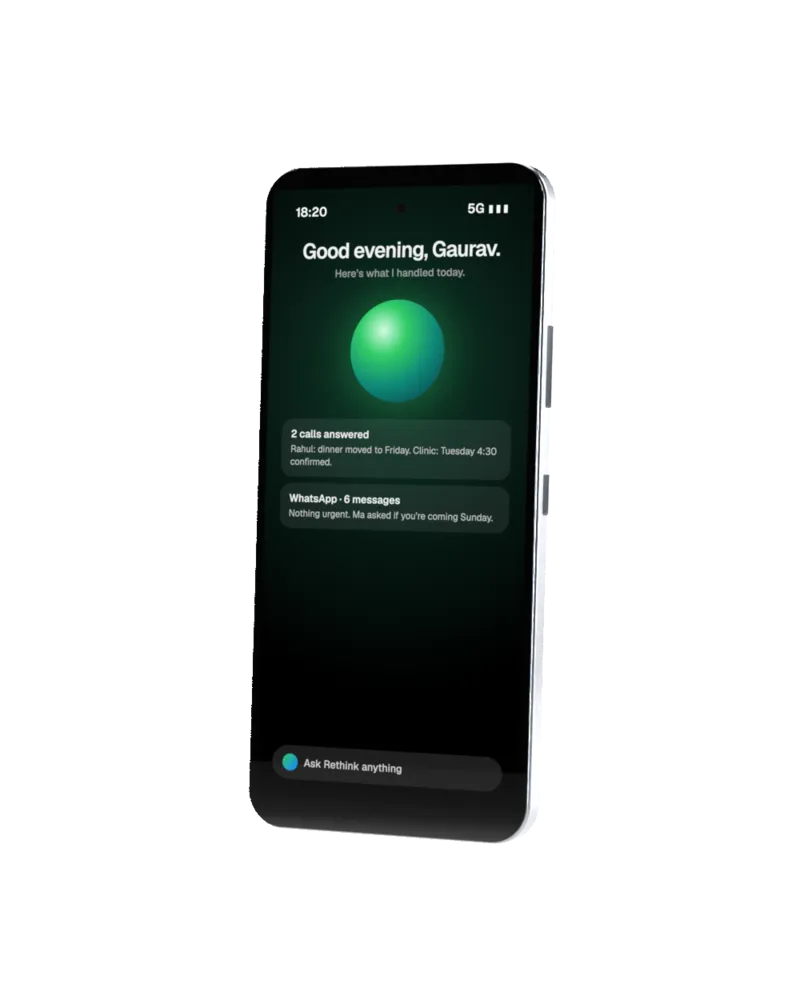 18:20 5G
Good evening, Gaurav.
Here's what I handled today.
2 calls answered
Rahul: dinner moved to Friday. Clinic: Tuesday 4:30
confirmed.
WhatsApp · 6 messages
Nothing urgent. Ma asked if you're coming Sunday.
Ask Rethink anything